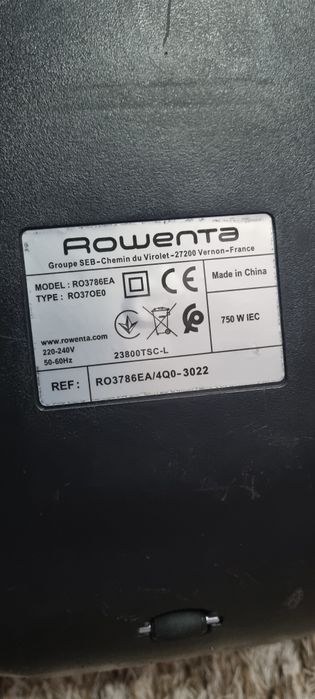 Rowenta
Groupe SEB-Chemin du Virolet-27200 Vernon-France
MODEL : RO3786EA
TYPE : RO37OE0
CE
Made in China
www.rowenta.com
220-240V
50-60Hz
23800TSC-L
750 W IEC
REF : RO3786EA/4Q0-3022